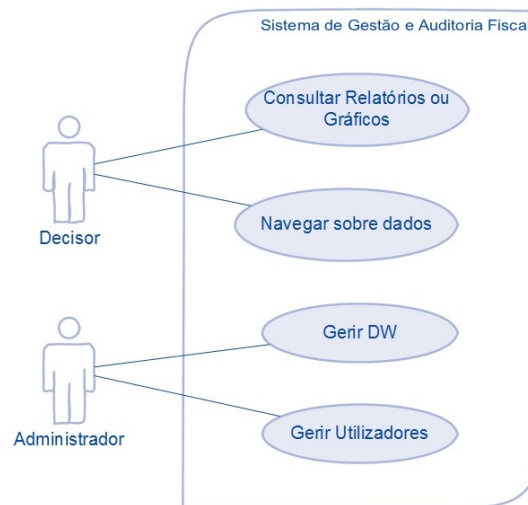 Sistema de Gestão e Auditoria Fisca
Consultar Relatórios ou
Gráficos
Decisor
Navegar sobre dados
Gerir DW
Administrador
Gerir Utilizadores